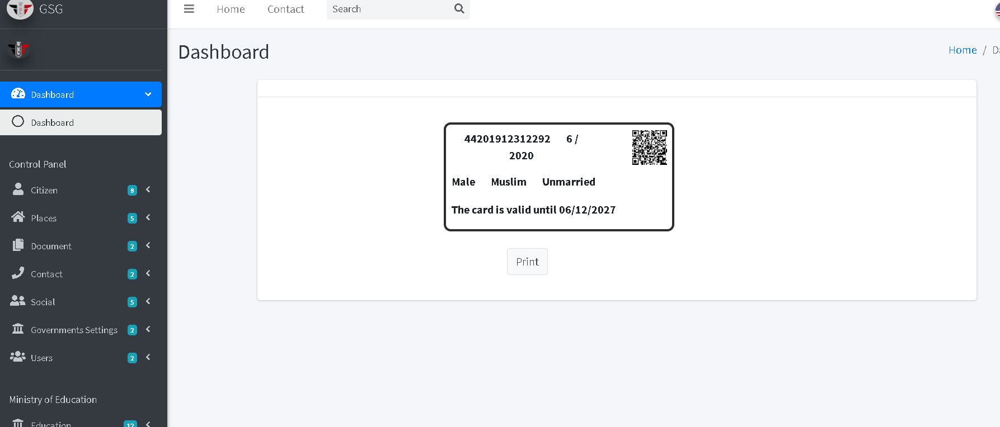 GSG
Home Contact Search
Dashboard
Home /
Dashboard
Dashboard
Control Panel
Citizen 8
Places 5
Document 2
Contact 2
Social 5
Governments Settings 2
Users 2
Ministry of Education
Education 12
44201912312292 6 /
2020
Male Muslim Unmarried
The card is valid until 06/12/2027
Print